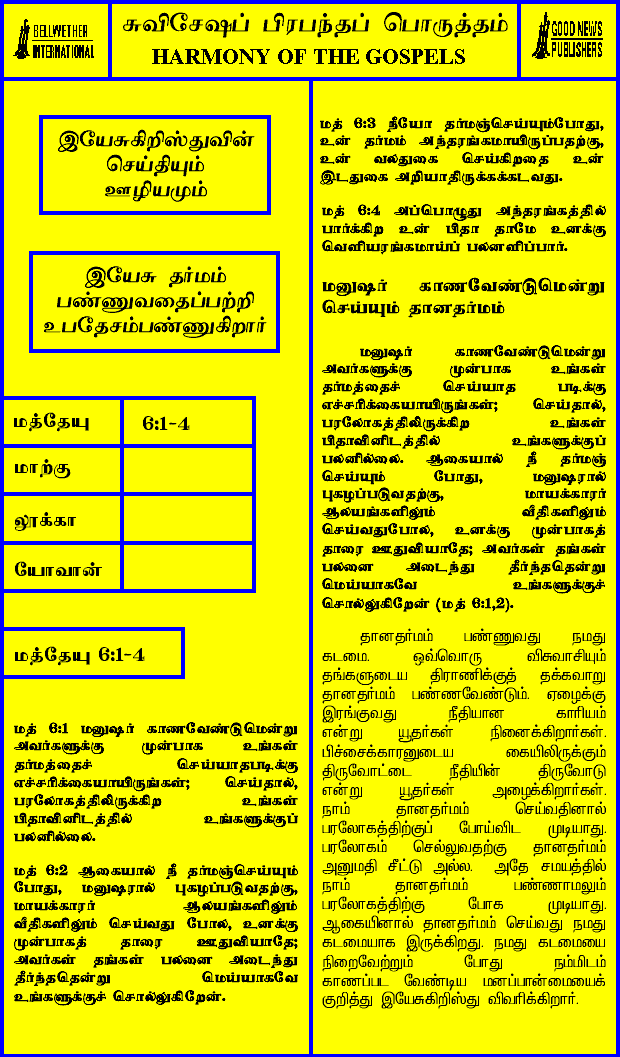 BELLWETHER
INTERNATIONAL
சுவிசேஷப் பிரபந்தப் பொருத்தம்
HARMONY OF THE GOSPELS
GOOD NEWS
PUBLISHERS
இயேசுகிறிஸ்துவின்
செய்தியும்
ஊழியமும்
இயேசு தர்மம்
பண்ணுவதைப்பற்றி
உபதேசம்பண்ணுகிறார்
மத்தேயு 6:1-4
மாற்கு
லூக்கா
யோவான்
மத்தேயு 6:1-4
மத் 6:1 மனுஷர் காணவேண்டுமென்று
அவர்களுக்கு முன்பாக உங்கள்
தர்மத்தைச் செய்யாதபடிக்கு
எச்சரிக்கையாயிருங்கள்; செய்தால்,
பரலோகத்திலிருக்கிற உங்கள்
பிதாவினிடத்தில் உங்களுக்குப்
பலனில்லை.
மத் 6:2 ஆகையால் நீ தர்மஞ்செய்யும்
போது, மனுஷரால் புகழப்படுவதற்கு,
மாயக்காரர் ஆலயங்களிலும்
வீதிகளிலும் செய்வது போல, உனக்கு
முன்பாகத் தாரை ஊதுவியாதே;
அவர்கள் தங்கள் பலனை அடைந்து
தீர்ந்ததென்று மெய்யாகவே
உங்களுக்குச் சொல்லுகிறேன்.
மத் 6:3 நீயோ தர்மஞ்செய்யும்போது,
உன் தர்மம் அந்தரங்கமாயிருப்பதற்கு,
உன் வலதுகை செய்கிறதை உன்
இடதுகை அறியாதிருக்கக்கடவது.
மத் 6:4 அப்பொழுது அந்தரங்கத்தில்
பார்க்கிற உன் பிதா தாமே உனக்கு
வெளியரங்கமாய்ப் பலனளிப்பார்.
மனுஷர் காணவேண்டுமென்று
செய்யும் தானதர்மம்
மனுஷர் காணவேண்டுமென்று
அவர்களுக்கு முன்பாக உங்கள்
தர்மத்தைச் செய்யாத படிக்கு
எச்சரிக்கையாயிருங்கள்; செய்தால்,
பரலோகத்திலிருக்கிற உங்கள்
பிதாவினிடத்தில் உங்களுக்குப்
பலனில்லை. ஆகையால் நீ தர்மஞ்
செய்யும் போது, மனுஷரால்
புகழப்படுவதற்கு, மாயக்காரர்
ஆலயங்களிலும் வீதிகளிலும்
செய்வதுபோல, உனக்கு முன்பாகத்
தாரை ஊதுவியாதே; அவர்கள் தங்கள்
பலனை அடைந்து தீர்ந்ததென்று
மெய்யாகவே உங்களுக்குச்
சொல்லுகிறேன் (மத் 6:1,2).
தானதர்மம் பண்ணுவது நமது
கடமை. ஒவ்வொரு விசுவாசியும்
தங்களுடைய திராணிக்குத் தக்கவாறு
தானதர்மம் பண்ணவேண்டும். ஏழைக்கு
இரங்குவது நீதியான காரியம்
என்று யூதர்கள் நினைக்கிறார்கள்.
பிச்சைக்காரனுடைய கையிலிருக்கும்
திருவோட்டை நீதியின் திருவோடு
என்று யூதர்கள் அழைக்கிறார்கள்.
நாம் தானதர்மம் செய்வதினால்
பரலோகத்திற்குப் போய்விட முடியாது.
பரலோகம் செல்லுவதற்கு தானதர்மம்
அனுமதி சீட்டு அல்ல. அதே சமயத்தில்
நாம் தானதர்மம் பண்ணாமலும்
பரலோகத்திற்கு போக முடியாது.
ஆகையினால் தானதர்மம் செய்வது நமது
கடமையாக இருக்கிறது. நமது கடமையை
நிறைவேற்றும் போது நம்மிடம்
காணப்பட வேண்டிய மனப்பான்மையைக்
குறித்து இயேசுகிறிஸ்து விவரிக்கிறார்.